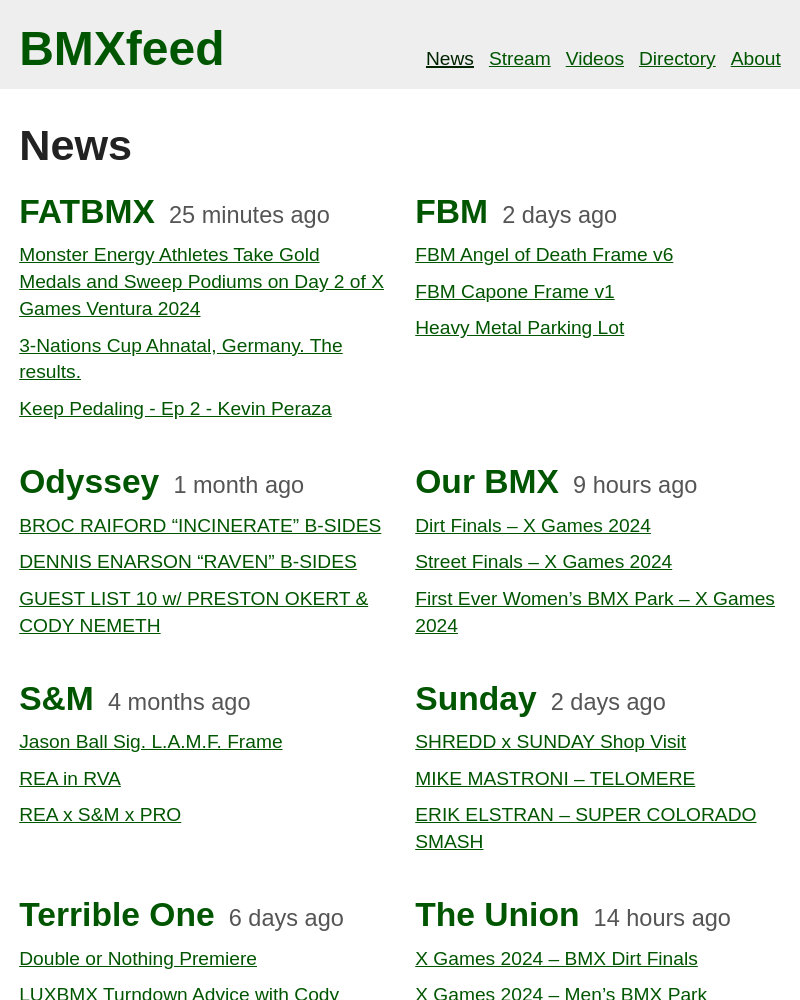 BMXfeed
News Stream Videos Directory About
News
FATBMX 25 minutes ago
Monster Energy Athletes Take Gold
Medals and Sweep Podiums on Day 2 of X
Games Ventura 2024
3-Nations Cup Ahnatal, Germany. The
results.
Keep Pedaling - Ep 2 - Kevin Peraza
FBM 2 days ago
FBM Angel of Death Frame v6
FBM Capone Frame v1
Heavy Metal Parking Lot
Odyssey 1 month ago
BROC RAIFORD “INCINERATE” B-SIDES
DENNIS ENARSON “RAVEN” B-SIDES
GUEST LIST 10 w/ PRESTON OKERT &
CODY NEMETH
Our BMX 9 hours ago
Dirt Finals – X Games 2024
Street Finals – X Games 2024
First Ever Women’s BMX Park – X Games
2024
S&M 4 months ago
Jason Ball Sig. L.A.M.F. Frame
REA in RVA
REA x S&M x PRO
Sunday 2 days ago
SHREDD x SUNDAY Shop Visit
MIKE MASTRONI – TELOMERE
ERIK ELSTRAN – SUPER COLORADO
SMASH
Terrible One 6 days ago
Double or Nothing Premiere
LUXBMX Turndown Advice with Cody
The Union 14 hours ago
X Games 2024 – BMX Dirt Finals
X Games 2024 – Men’s BMX Park